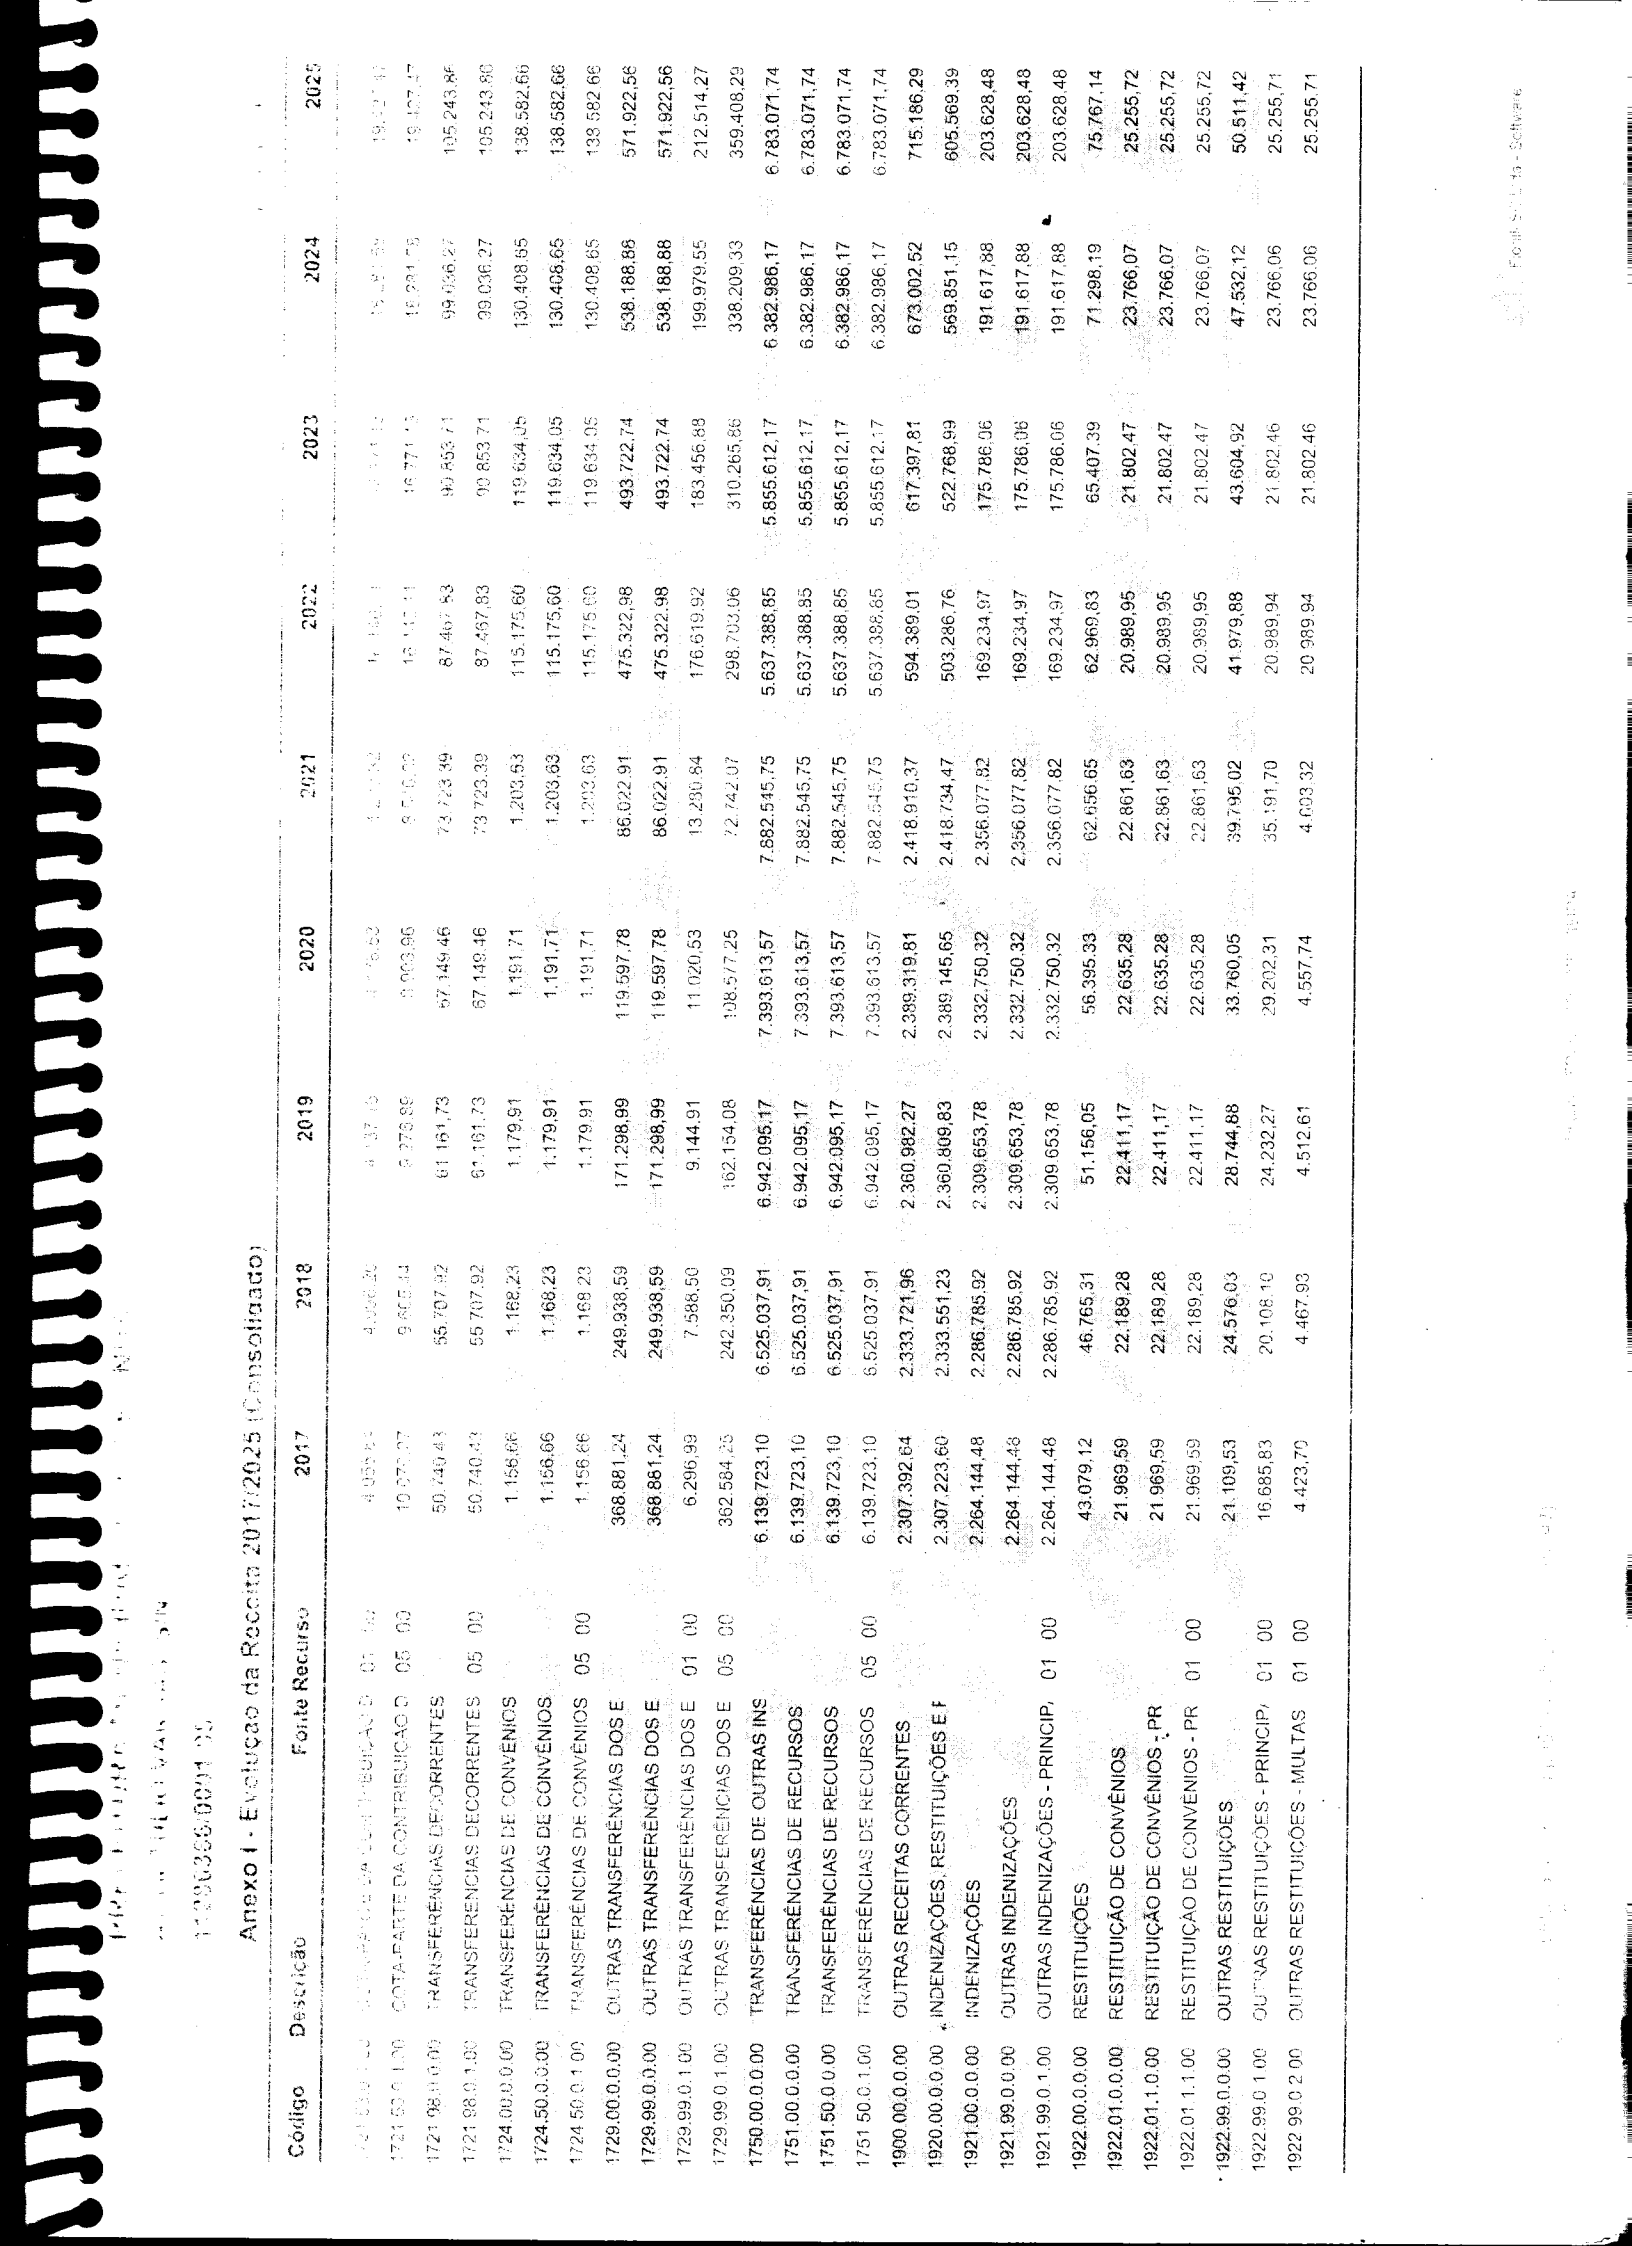 Anexo I - Evolução da Receita 2017/2025 (Consolidado)
Código Descrição Fonte Recurso 2017 2018 2019 2020 2021 2022 2023 2024 2025
COTA-PARTE DA CONTRIBUIÇÃO D 05 00
TRANSFERÊNCIAS DECORRENTES 50.740,43 55.707,92 61.161,73 67.149,46 73.723,39 87.467,83 90.853,71 99.036,27 105.243,86
1721.98.0.1.00 TRANSFERÊNCIAS DECORRENTES 05 00 50.740,43 55.707,92 61.161,73 67.149,46 73.723,39 87.467,83 90.853,71 99.036,27 105.243,86
1724.00.0.0.00 TRANSFERÊNCIAS DE CONVÊNIOS 1.156,66 1.168,23 1.179,91 1.191,71 1.203,63 115.175,60 119.634,05 130.408,65 138.582,66
1724.50.0.0.00 TRANSFERÊNCIAS DE CONVÊNIOS 1.156,66 1.168,23 1.179,91 1.191,71 1.203,63 115.175,60 119.634,05 130.408,65 138.582,66
1724.50.0.1.00 TRANSFERÊNCIAS DE CONVÊNIOS 05 00 1.156,66 1.168,23 1.179,91 1.191,71 1.203,63 115.175,60 119.634,05 130.408,65 138.582,66
1729.00.0.0.00 OUTRAS TRANSFERÊNCIAS DOS E 368.881,24 249.938,59 171.298,99 119.597,78 86.022,91 475.322,98 493.722,74 538.188,88 571.922,56
1729.99.0.0.00 OUTRAS TRANSFERÊNCIAS DOS E 368.881,24 249.938,59 171.298,99 119.597,78 86.022,91 475.322,98 493.722,74 538.188,88 571.922,56
1729.99.0.1.00 OUTRAS TRANSFERÊNCIAS DOS E 01 00 6.296,99 7.588,50 9.144,91 11.020,53 13.280,84 176.619,92 183.456,88 199.979,55 212.514,27
1729.99.0.1.00 OUTRAS TRANSFERÊNCIAS DOS E 05 00 362.584,25 242.350,09 162.154,08 108.577,25 72.742,07 298.703,06 310.265,86 338.209,33 359.408,29
1750.00.0.0.00 TRANSFERÊNCIAS DE OUTRAS INS 6.139.723,10 6.525.037,91 6.942.095,17 7.393.613,57 7.882.545,75 5.637.388,85 5.855.612,17 6.382.986,17 6.783.071,74
1751.00.0.0.00 TRANSFERÊNCIAS DE RECURSOS 6.139.723,10 6.525.037,91 6.942.095,17 7.393.613,57 7.882.545,75 5.637.388,85 5.855.612,17 6.382.986,17 6.783.071,74
1751.50.0.0.00 TRANSFERÊNCIAS DE RECURSOS 6.139.723,10 6.525.037,91 6.942.095,17 7.393.613,57 7.882.545,75 5.637.388,85 5.855.612,17 6.382.986,17 6.783.071,74
1751.50.0.1.00 TRANSFERÊNCIAS DE RECURSOS 05 00 6.139.723,10 6.525.037,91 6.942.095,17 7.393.613,57 7.882.545,75 5.637.388,85 5.855.612,17 6.382.986,17 6.783.071,74
1900.00.0.0.00 OUTRAS RECEITAS CORRENTES 2.307.392,64 2.333.721,96 2.360.982,27 2.389.319,81 2.418.910,37 594.389,01 617.397,81 673.002,52 715.186,29
1920.00.0.0.00 INDENIZAÇÕES, RESTITUIÇÕES E F 2.307.223,60 2.333.551,23 2.360.809,83 2.389.145,65 2.418.734,47 503.286,76 522.768,99 569.851,15 605.569,39
1921.00.0.0.00 INDENIZAÇÕES 2.264.144,48 2.286.785,92 2.309.653,78 2.332.750,32 2.356.077,82 169.234,97 175.786,06 191.617,88 203.628,48
1921.99.0.0.00 OUTRAS INDENIZAÇÕES 2.264.144,48 2.286.785,92 2.309.653,78 2.332.750,32 2.356.077,82 169.234,97 175.786,06 191.617,88 203.628,48
1921.99.0.1.00 OUTRAS INDENIZAÇÕES - PRINCIP, 01 00 2.264.144,48 2.286.785,92 2.309.653,78 2.332.750,32 2.356.077,82 169.234,97 175.786,06 191.617,88 203.628,48
1922.00.0.0.00 RESTITUIÇÕES 43.079,12 46.765,31 51.156,05 56.395,33 62.656,65 62.969,83 65.407,39 71.298,19 75.767,14
1922.01.0.0.00 RESTITUIÇÃO DE CONVÊNIOS 21.969,59 22.189,28 22.411,17 22.635,28 22.861,63 20.989,95 21.802,47 23.766,07 25.255,72
1922.01.1.0.00 RESTITUIÇÃO DE CONVÊNIOS - PR 21.969,59 22.189,28 22.411,17 22.635,28 22.861,63 20.989,95 21.802,47 23.766,07 25.255,72
1922.01.1.1.00 RESTITUIÇÃO DE CONVÊNIOS - PR 01 00 21.969,59 22.189,28 22.411,17 22.635,28 22.861,63 20.989,95 21.802,47 23.766,07 25.255,72
1922.99.0.0.00 OUTRAS RESTITUIÇÕES 21.109,53 24.576,03 28.744,88 33.760,05 39.795,02 41.979,88 43.604,92 47.532,12 50.511,42
1922.99.0.1.00 OUTRAS RESTITUIÇÕES - PRINCIP, 01 00 16.685,83 20.108,10 24.232,27 29.202,31 35.191,70 20.989,94 21.802,46 23.766,06 25.255,71
1922.99.0.2.00 OUTRAS RESTITUIÇÕES - MULTAS 01 00 4.423,70 4.467,93 4.512,61 4.557,74 4.603,32 20.989,94 21.802,46 23.766,06 25.255,71